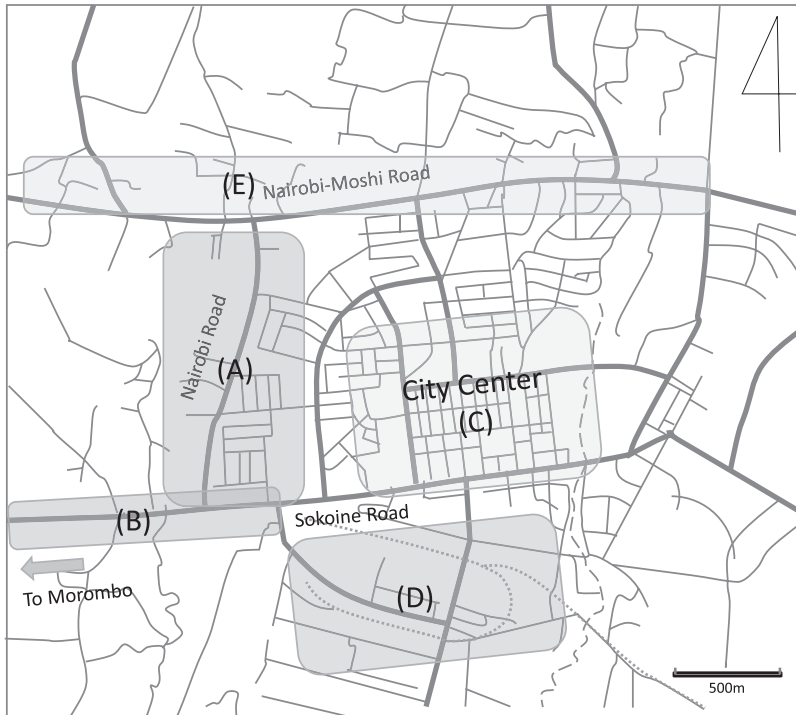 (E)
Nairobi-Moshi Road
Nairobi Road
(A)
City Center
(C)
(B)
Sokoine Road
To Morombo
(D)
500m